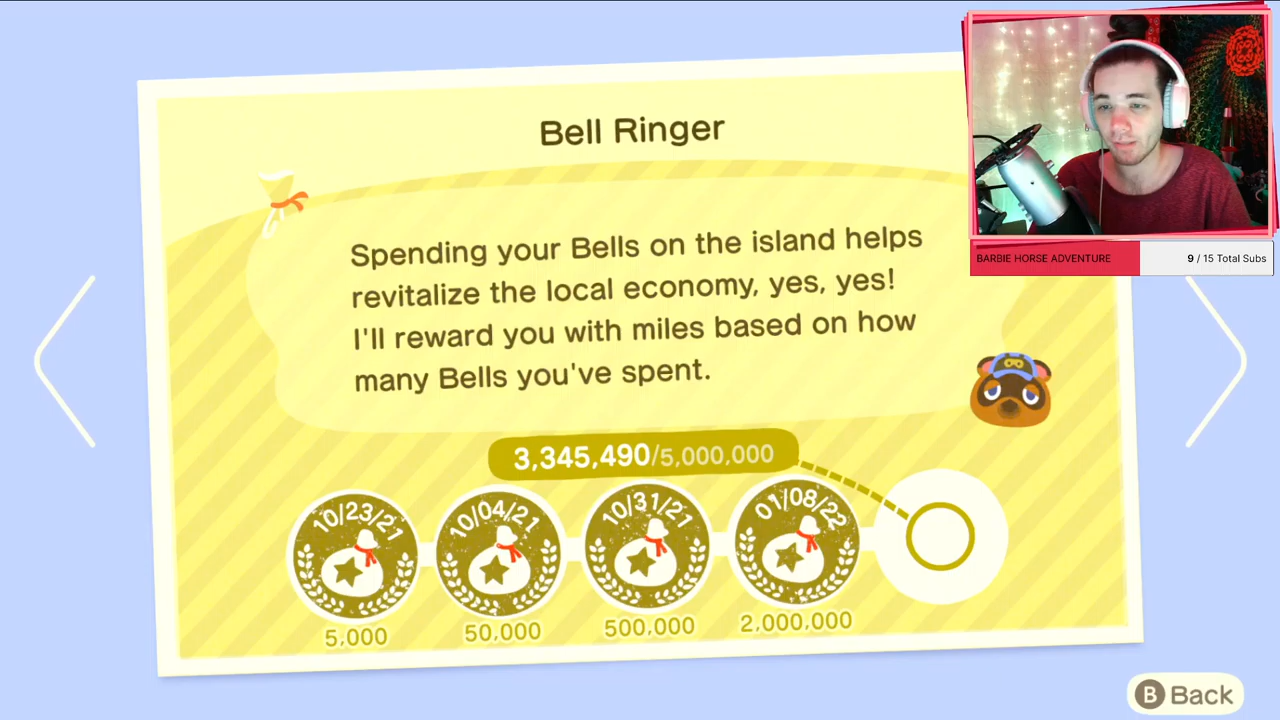 Bell Ringer
Spending your Bells on the island helps
revitalize the local economy, yes, yes!
I'll reward you with miles based on how
many Bells you've spent.
3,345,490/5,000,000
10/23/21
10/04/21
10/31/21
01/08/22
5,000
50,000
500,000
2,000,000
BARBIE HORSE ADVENTURE
9 / 15 Total Subs
B Back